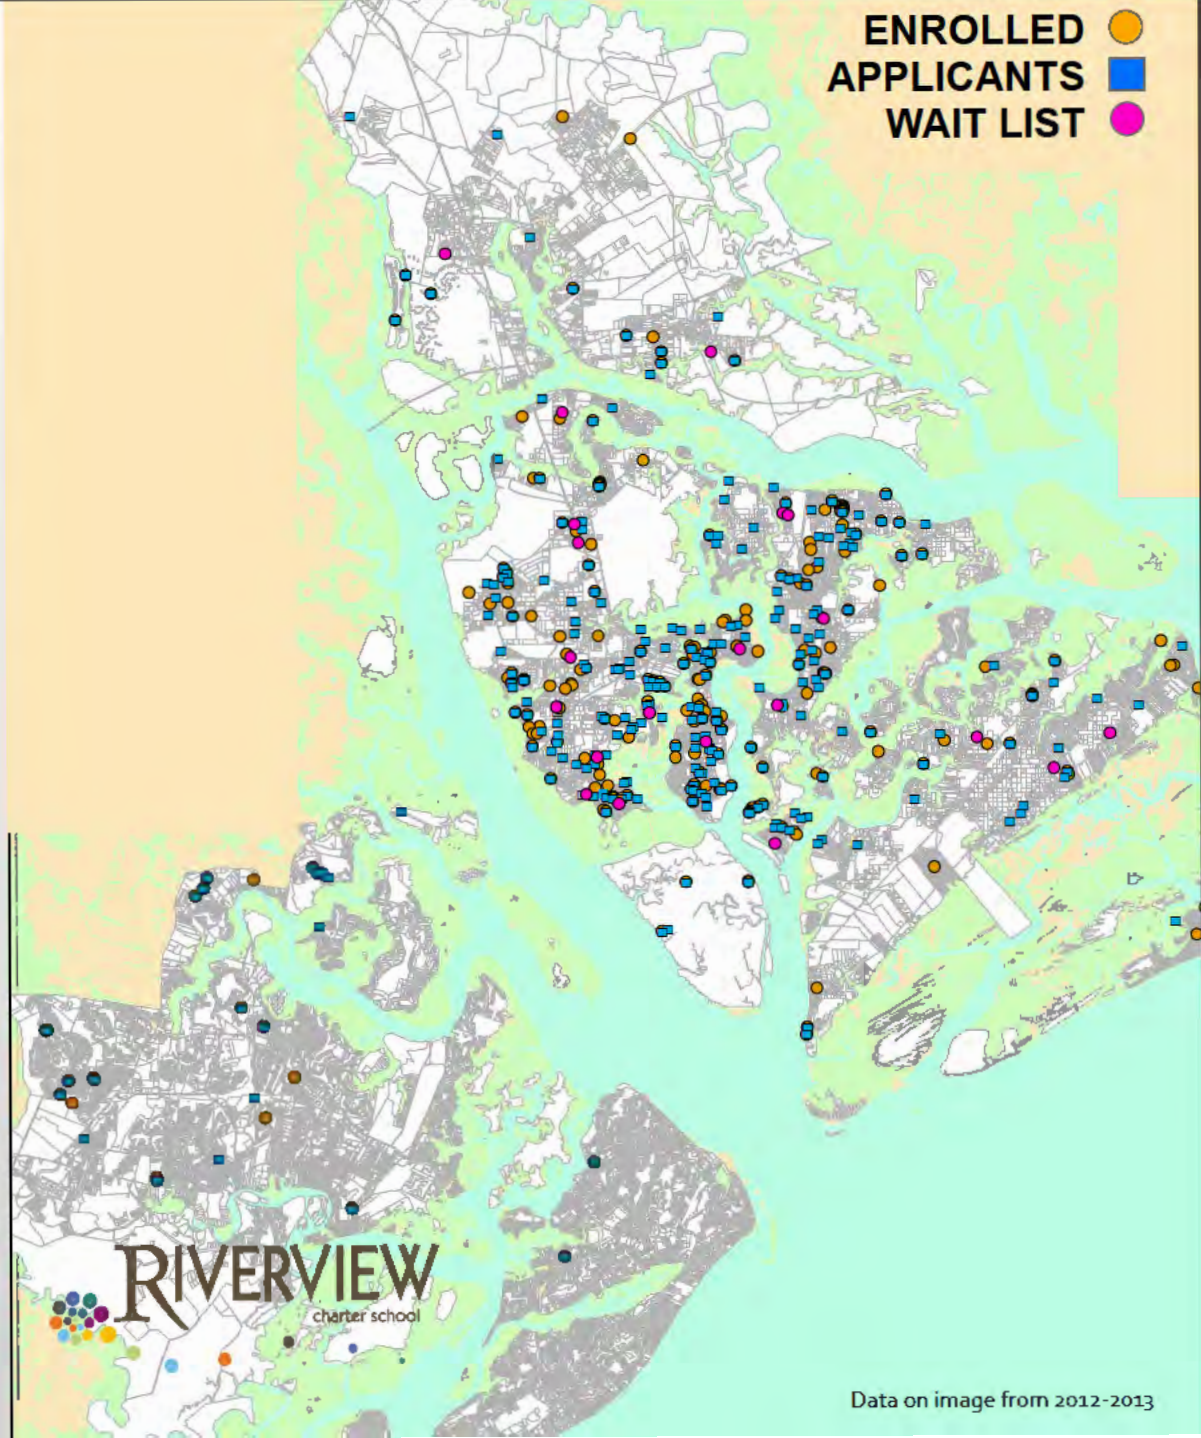 ENROLLED
APPLICANTS
WAIT LIST
RIVERVIEW
charter school
Data on image from 2012-2013